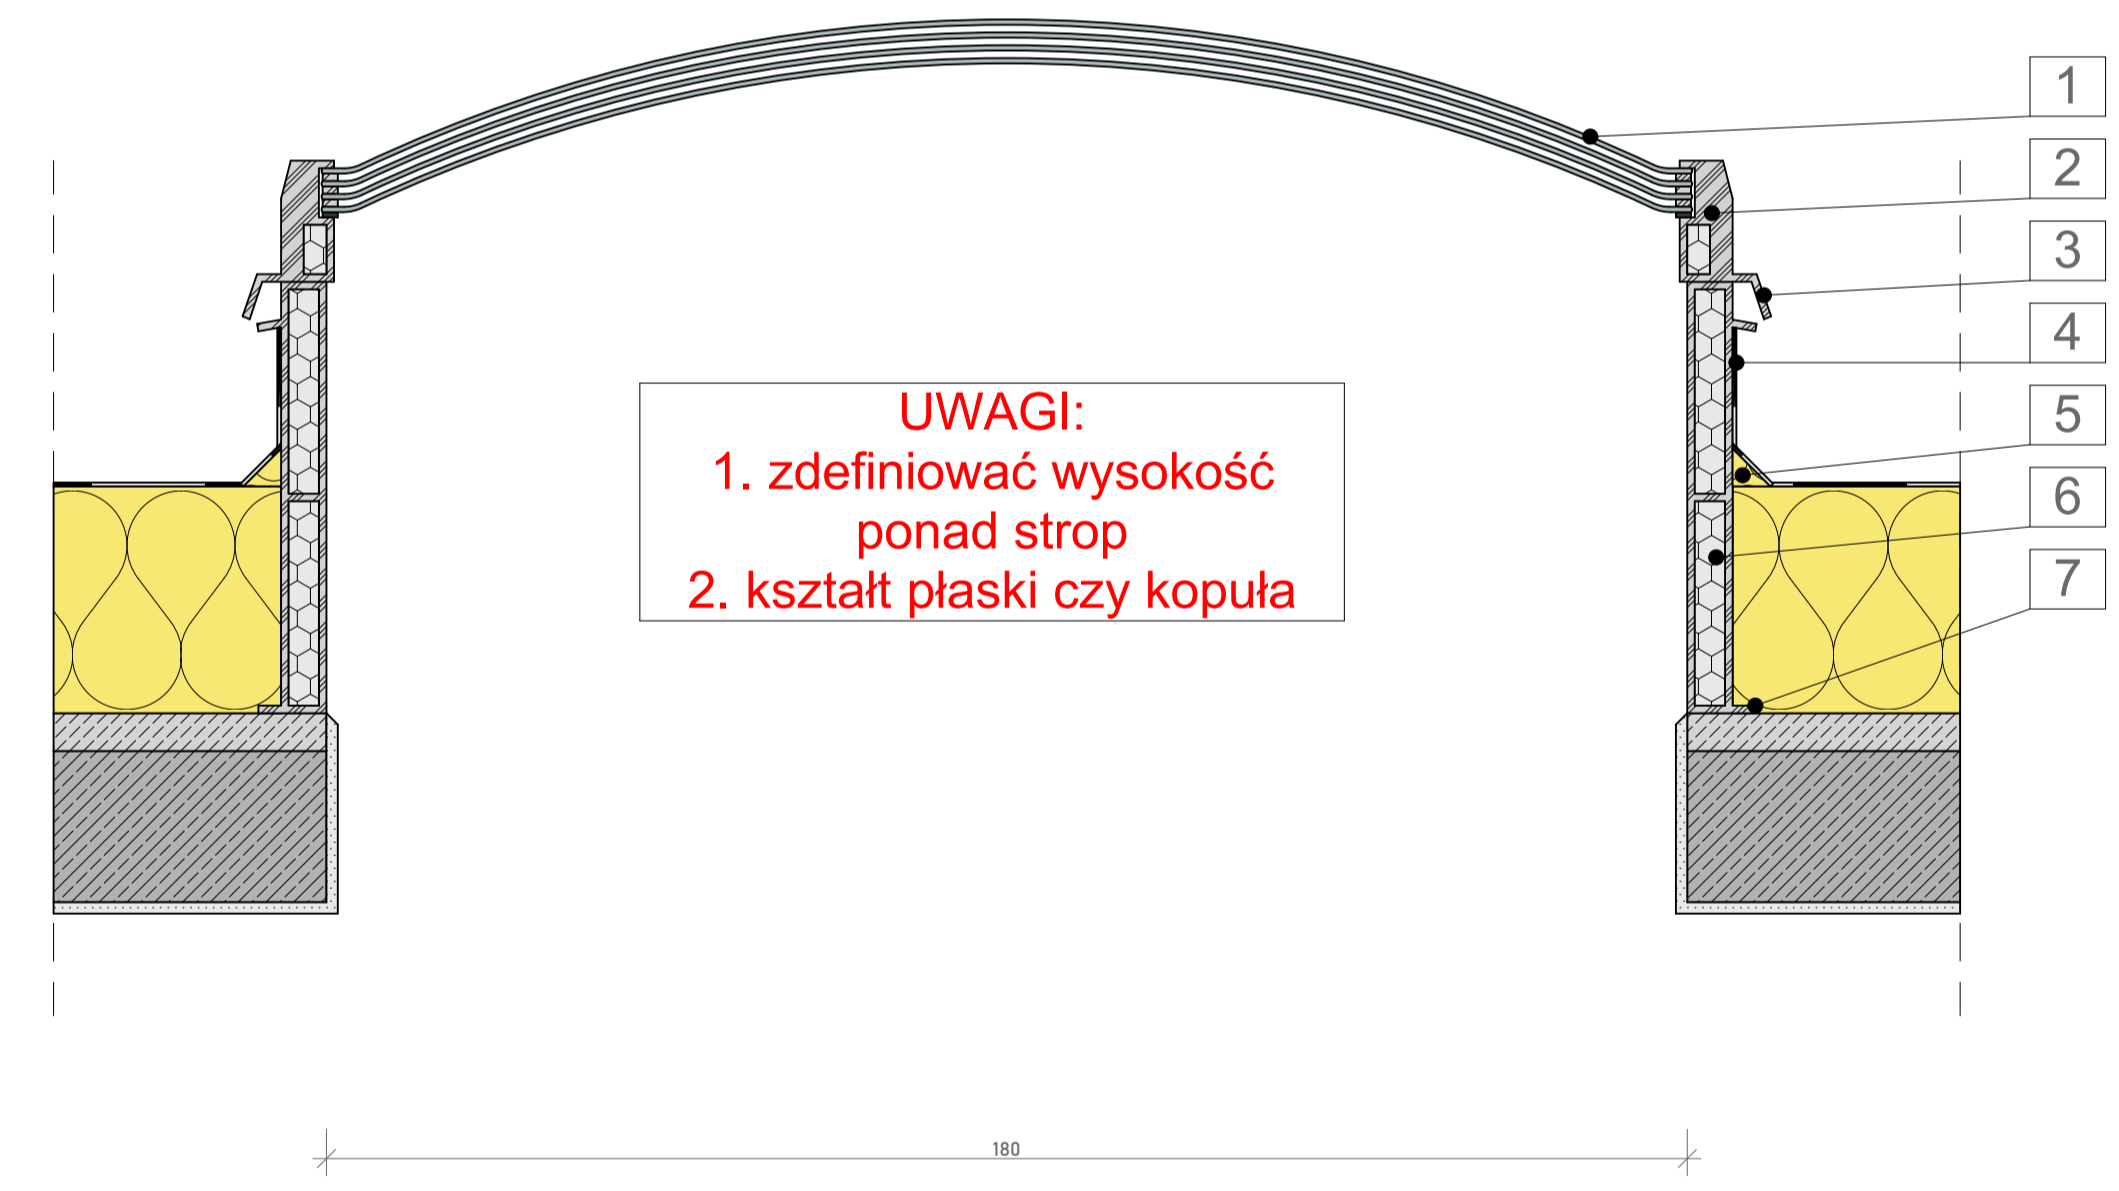 1
2
3
4
5
6
7
UWAGI:
1. zdefiniować wysokość
ponad strop
2. kształt płaski czy kopuła
180